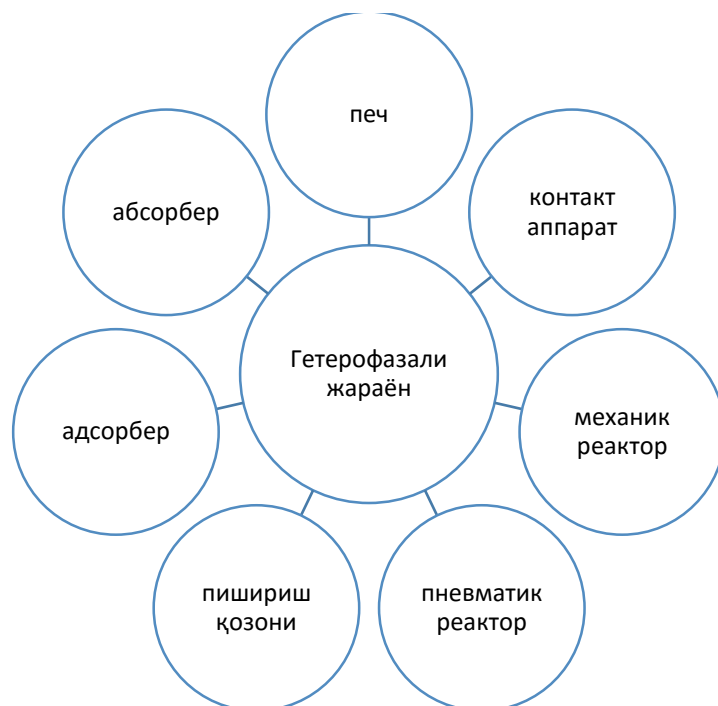 печ
контакт
аппарат
абсорбер
Гетерофазали
жараён
механик
реактор
адсорбер
пишириш
қозони
пневматик
реактор